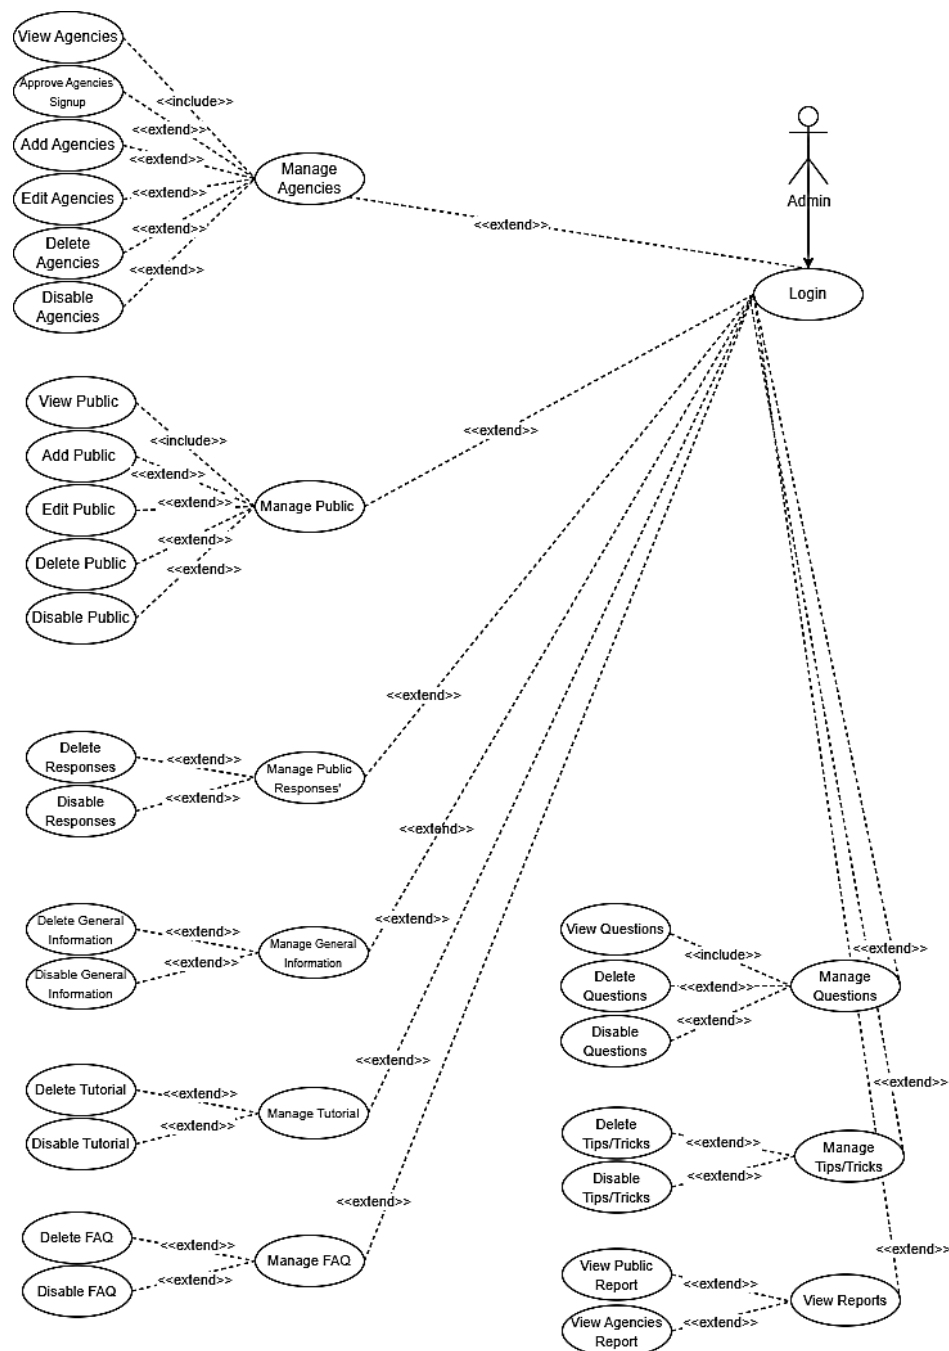 View Agencies
Approve Agencies
Signup
<<include>>
<<extend>>
Add Agencies
<<extend>>
Manage
Agencies
Edit Agencies
<<extend>>
<<extend>>
Delete
Agencies
<<extend>>
Disable
Agencies
<<extend>>
Admin
Login
View Public
<<include>>
Add Public
<<extend>>
Edit Public
<<extend>>
Manage Public
<<extend>>
Delete Public
<<extend>>
Disable Public
<<extend>>
<<extend>>
Delete
Responses
<<extend>>
Manage Public
Responses'
Disable
Responses
<<extend>>
<<extend>>
Delete General
Information
<<extend>>
Manage General
Information
Disable General
Information
<<extend>>
<<extend>>
View Questions
<<include>>
Delete
Questions
<<extend>>
Manage
Questions
<<extend>>
Disable
Questions
<<extend>>
<<extend>>
Delete Tutorial
<<extend>>
Manage Tutorial
Disable Tutorial
<<extend>>
<<extend>>
Delete
Tips/Tricks
<<extend>>
Manage
Tips/Tricks
Disable
Tips/Tricks
<<extend>>
<<extend>>
Delete FAQ
<<extend>>
Manage FAQ
Disable FAQ
<<extend>>
<<extend>>
View Public
Report
<<extend>>
View Reports
View Agencies
Report
<<extend>>